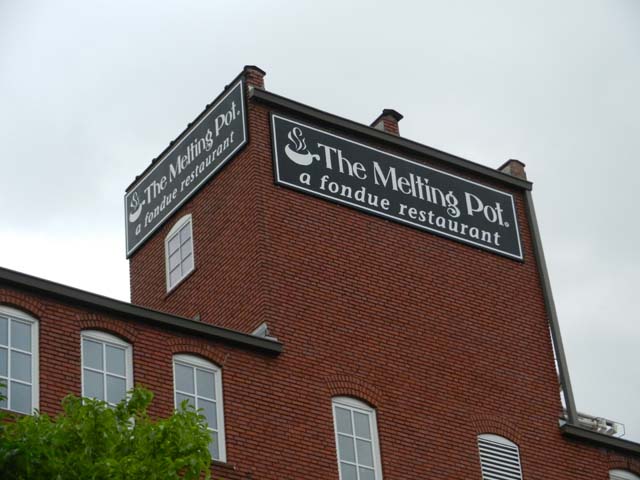 The Melting Pot.
a fondue restaurant
The Melting Pot.
a fondue restaurant